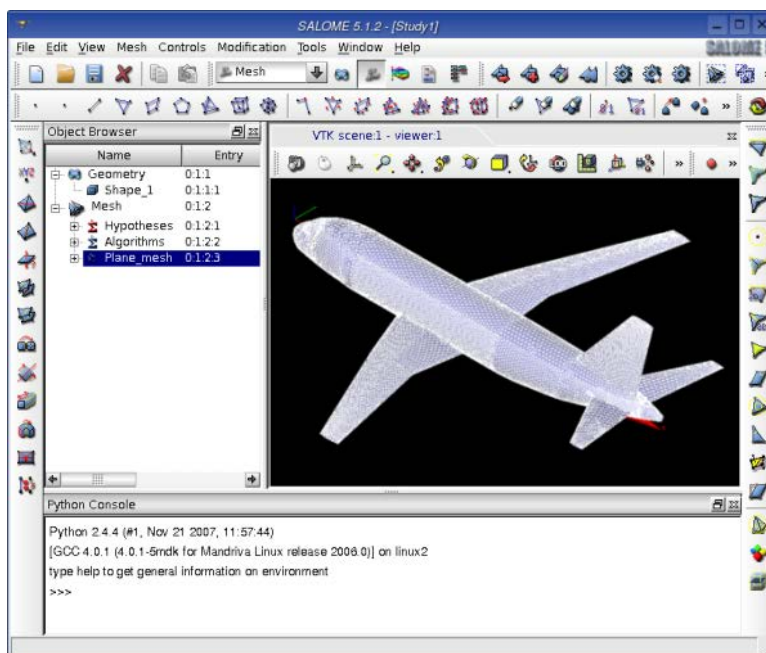 SALOME 5.1.2 - [Study1]
File Edit View Mesh Controls Modification Tools Window Help
SALOME
Mesh
Object Browser
VTK scene:1 - viewer:1
Name Entry
Geometry 0:1:1
Shape_1 0:1:1:1
Mesh 0:1:2
Hypotheses 0:1:2:1
Algorithms 0:1:2:2
Plane_mesh 0:1:2:3
Python Console
Python 2.4.4 (#1, Nov 21 2007, 11:57:44)
[GCC 4.0.1 (4.0.1-5mdk for Mandriva Linux release 2006.0)] on linux2
type help to get general information on environment
>>>